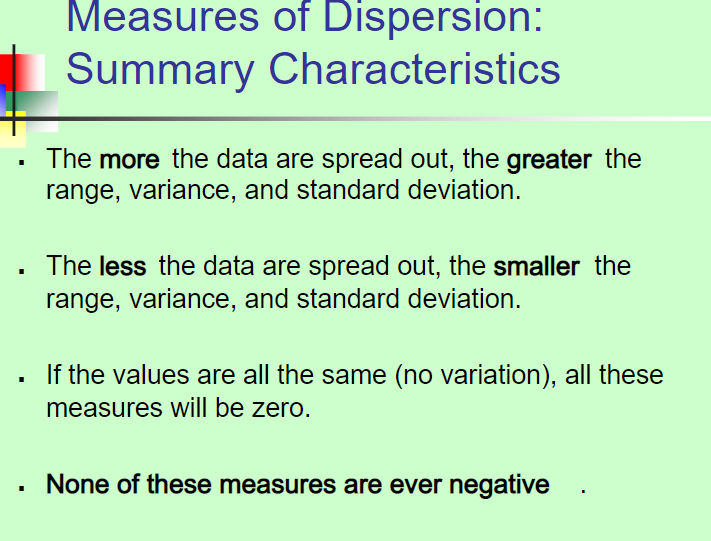 Measures of Dispersion:
Summary Characteristics
▪ The more the data are spread out, the greater the
range, variance, and standard deviation.
▪ The less the data are spread out, the smaller the
range, variance, and standard deviation.
▪ If the values are all the same (no variation), all these
measures will be zero.
▪ None of these measures are ever negative .